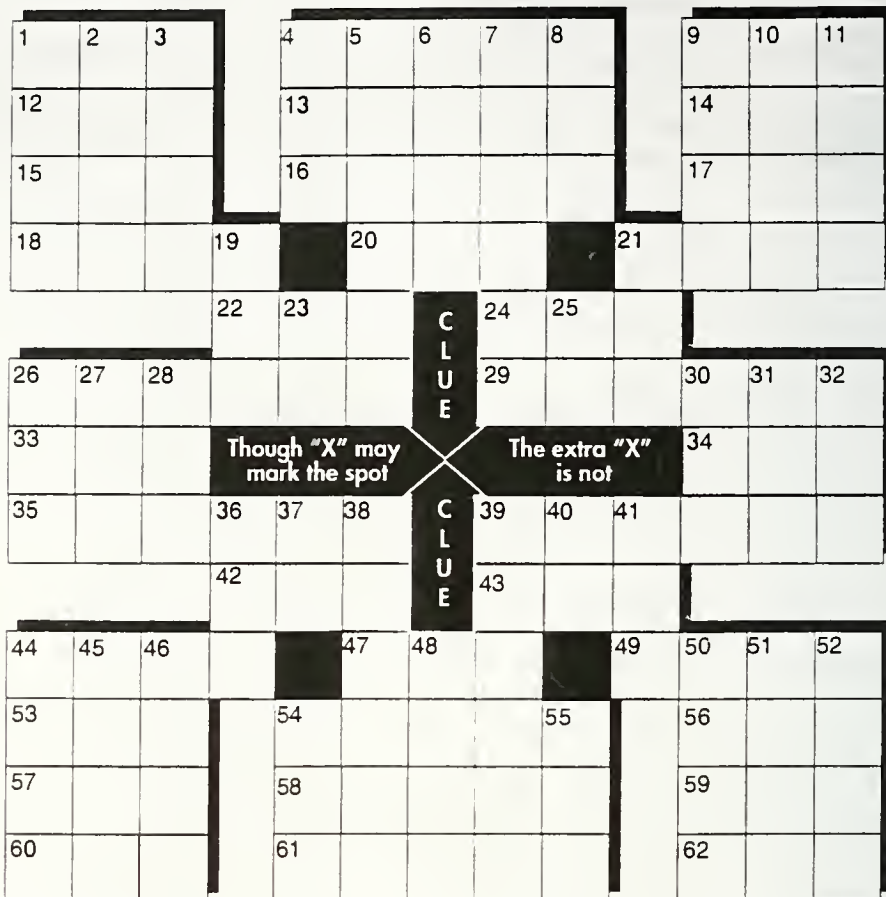 1 2 3 4 5 6 7 8 9 10 11
12 13 14
15 16 17
18 19 20 21
22 23 24 25
CLUE
26 27 28 29 30 31 32
33 Though "X" may The extra "X" 34
mark the spot is not
35 36 37 38 39 40 41
CLUE
42 43
44 45 46 47 48 49 50 51 52
53 54 55 56
57 58 59
60 61 62